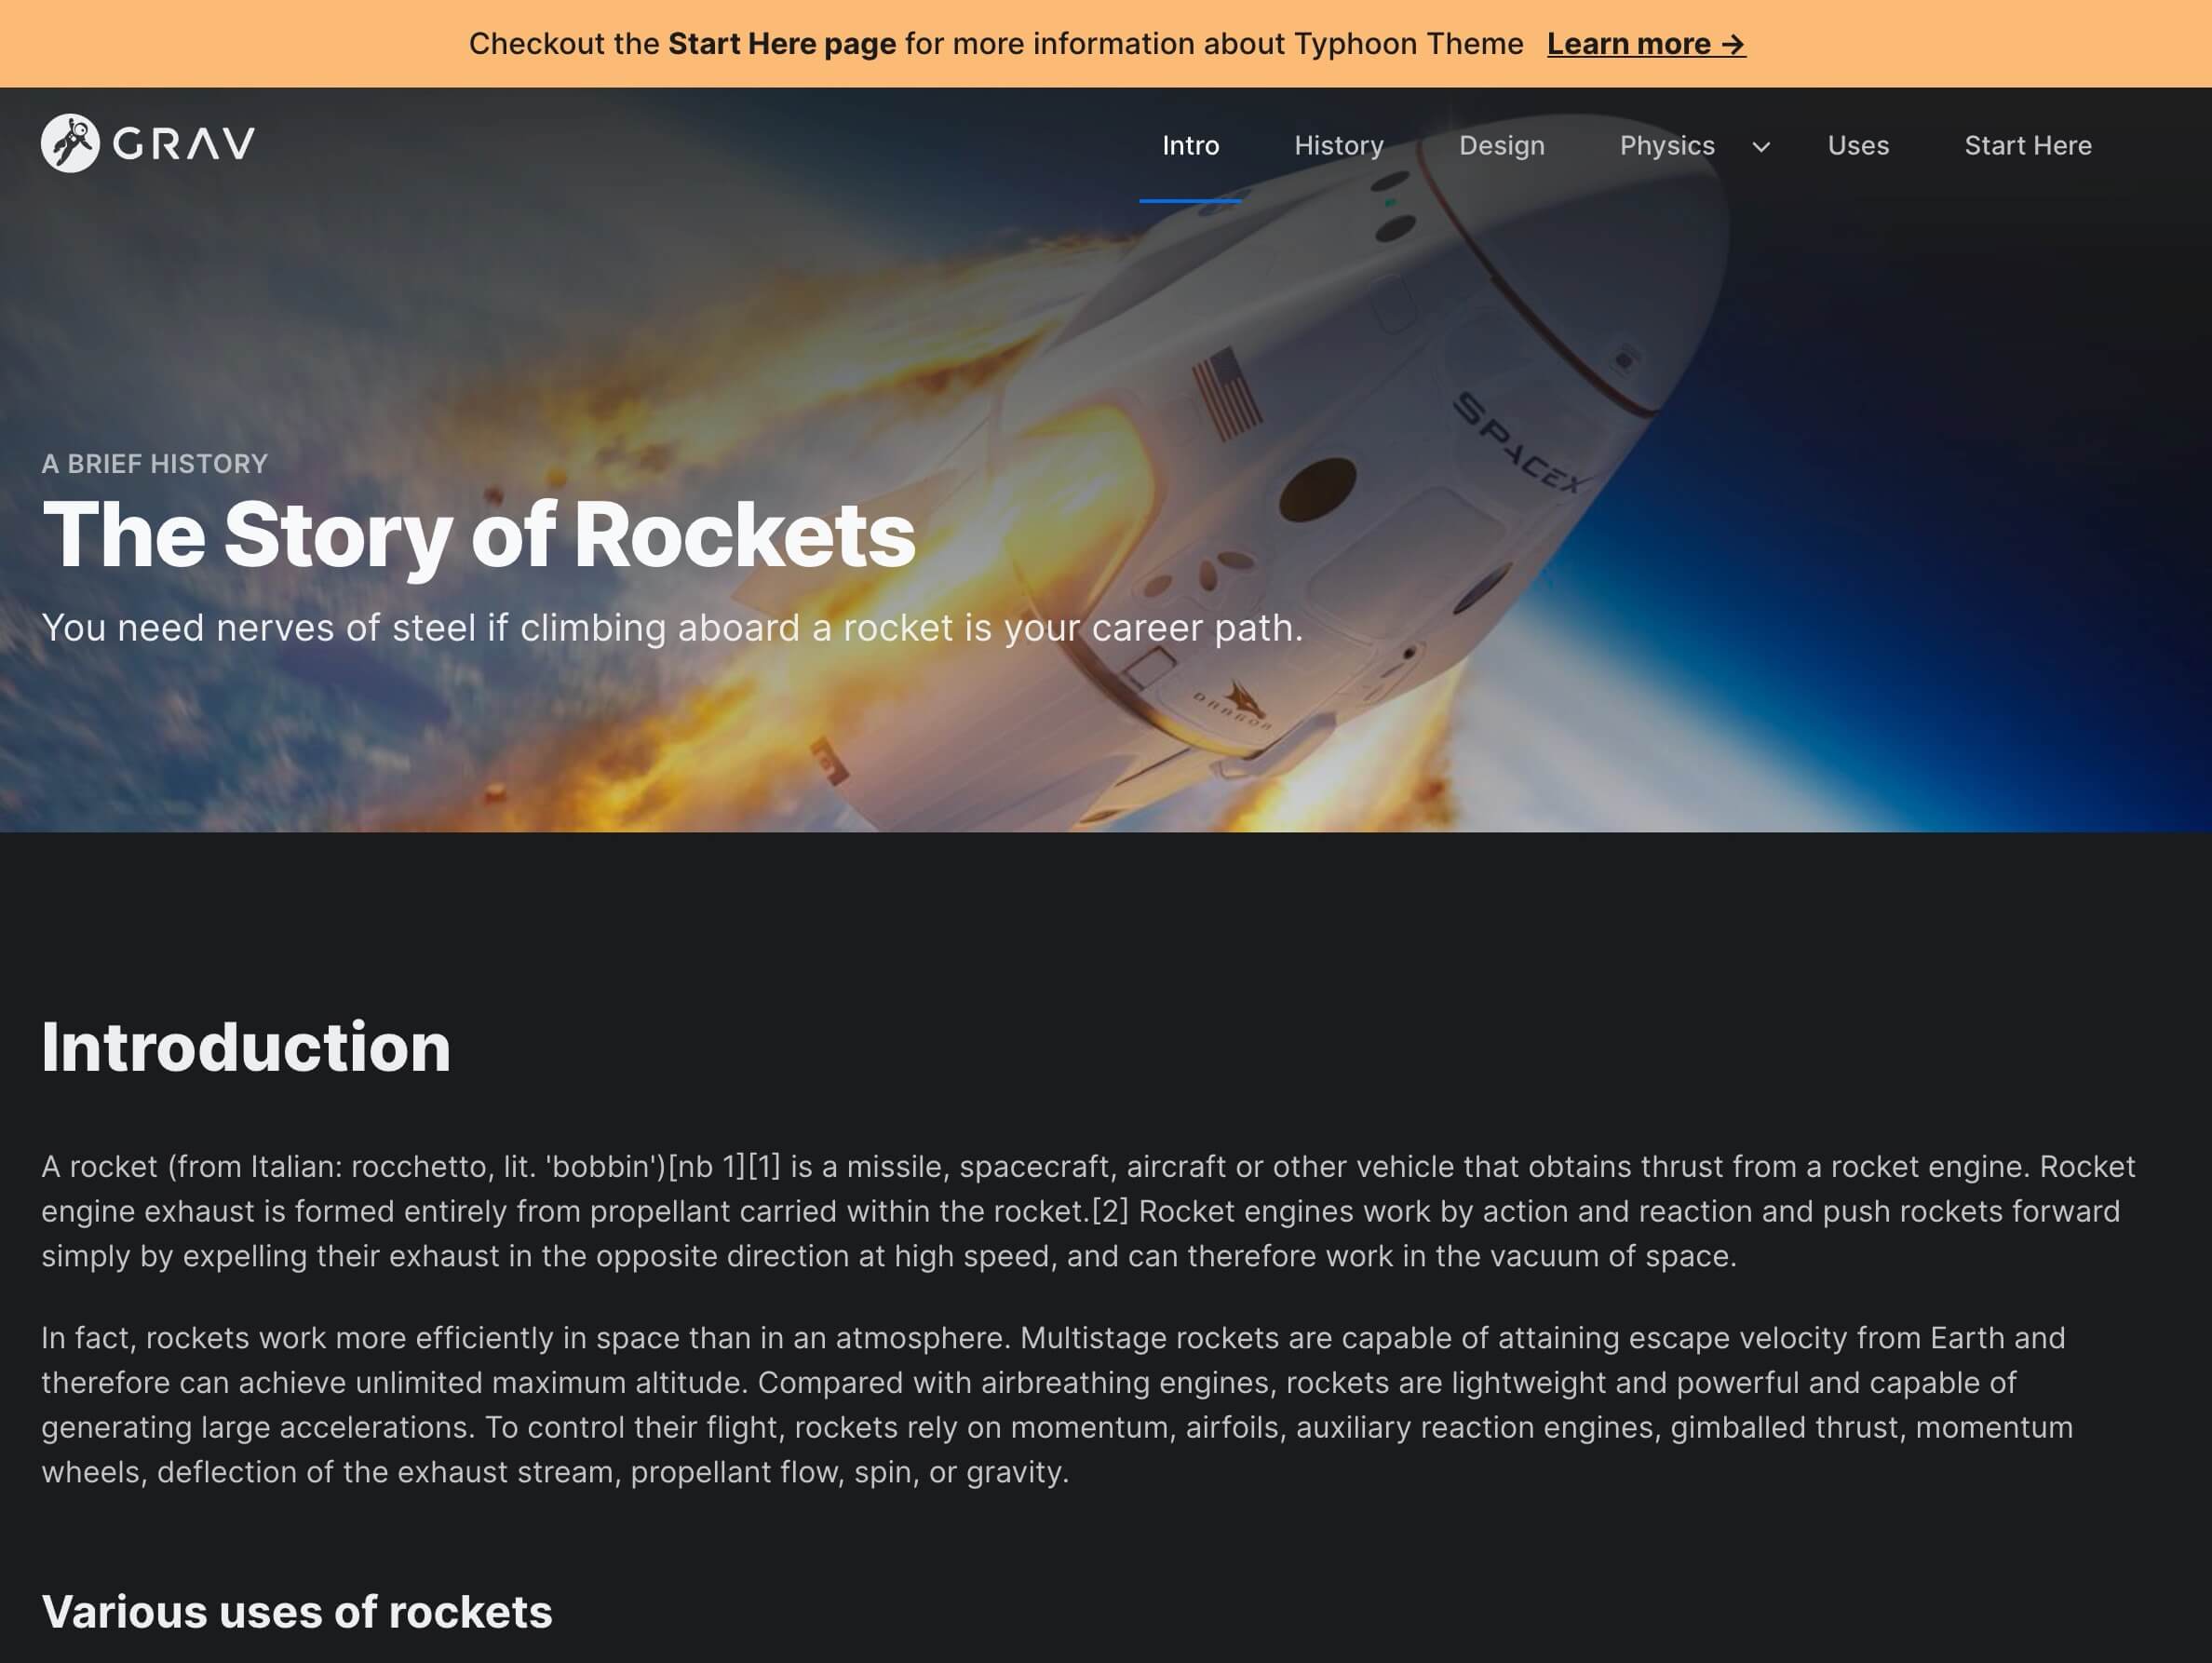 Checkout the Start Here page for more information about Typhoon Theme Learn more →
GRAV
Intro History Design Physics Uses Start Here
SPACEX
A BRIEF HISTORY
The Story of Rockets
You need nerves of steel if climbing aboard a rocket is your career path.
DRAGON
Introduction
A rocket (from Italian: rocchetto, lit. 'bobbin')[nb 1][1] is a missile, spacecraft, aircraft or other vehicle that obtains thrust from a rocket engine. Rocket
engine exhaust is formed entirely from propellant carried within the rocket.[2] Rocket engines work by action and reaction and push rockets forward
simply by expelling their exhaust in the opposite direction at high speed, and can therefore work in the vacuum of space.
In fact, rockets work more efficiently in space than in an atmosphere. Multistage rockets are capable of attaining escape velocity from Earth and
therefore can achieve unlimited maximum altitude. Compared with airbreathing engines, rockets are lightweight and powerful and capable of
generating large accelerations. To control their flight, rockets rely on momentum, airfoils, auxiliary reaction engines, gimballed thrust, momentum
wheels, deflection of the exhaust stream, propellant flow, spin, or gravity.
Various uses of rockets